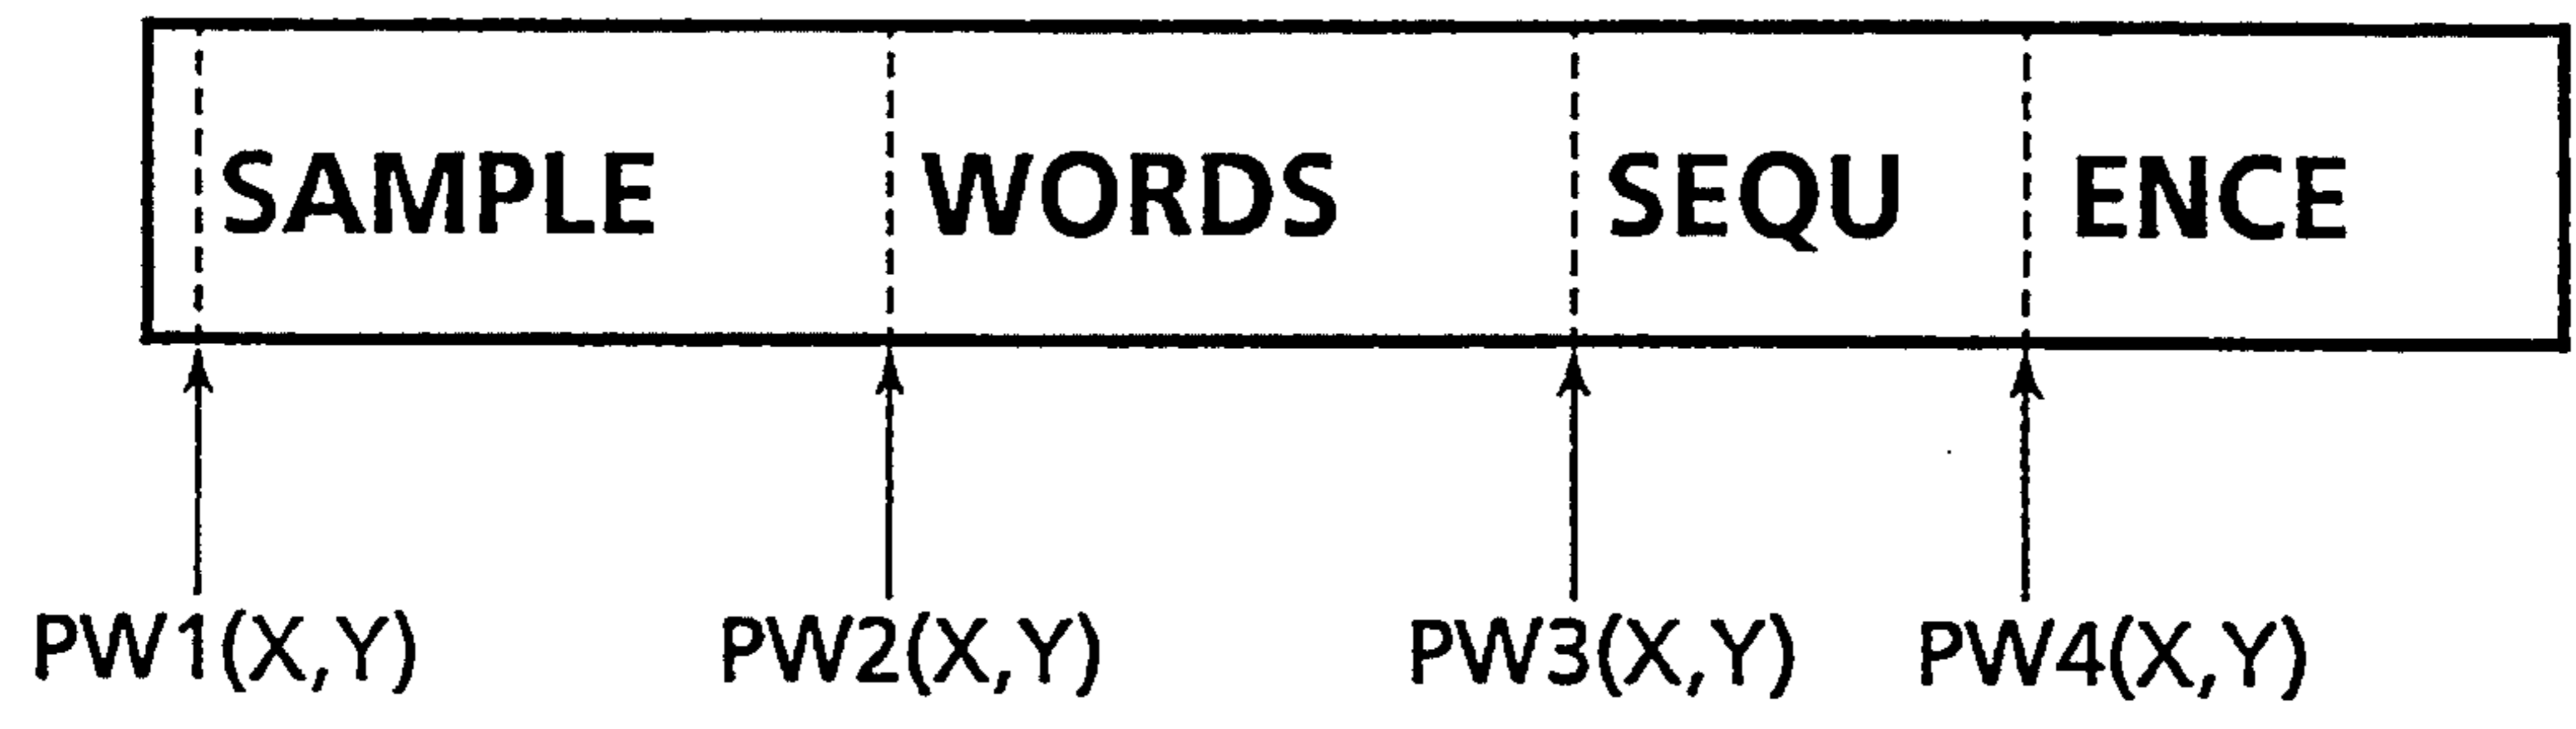 SAMPLE WORDS SEQU ENCE
PW1(X,Y) PW2(X,Y) PW3(X,Y) PW4(X,Y)